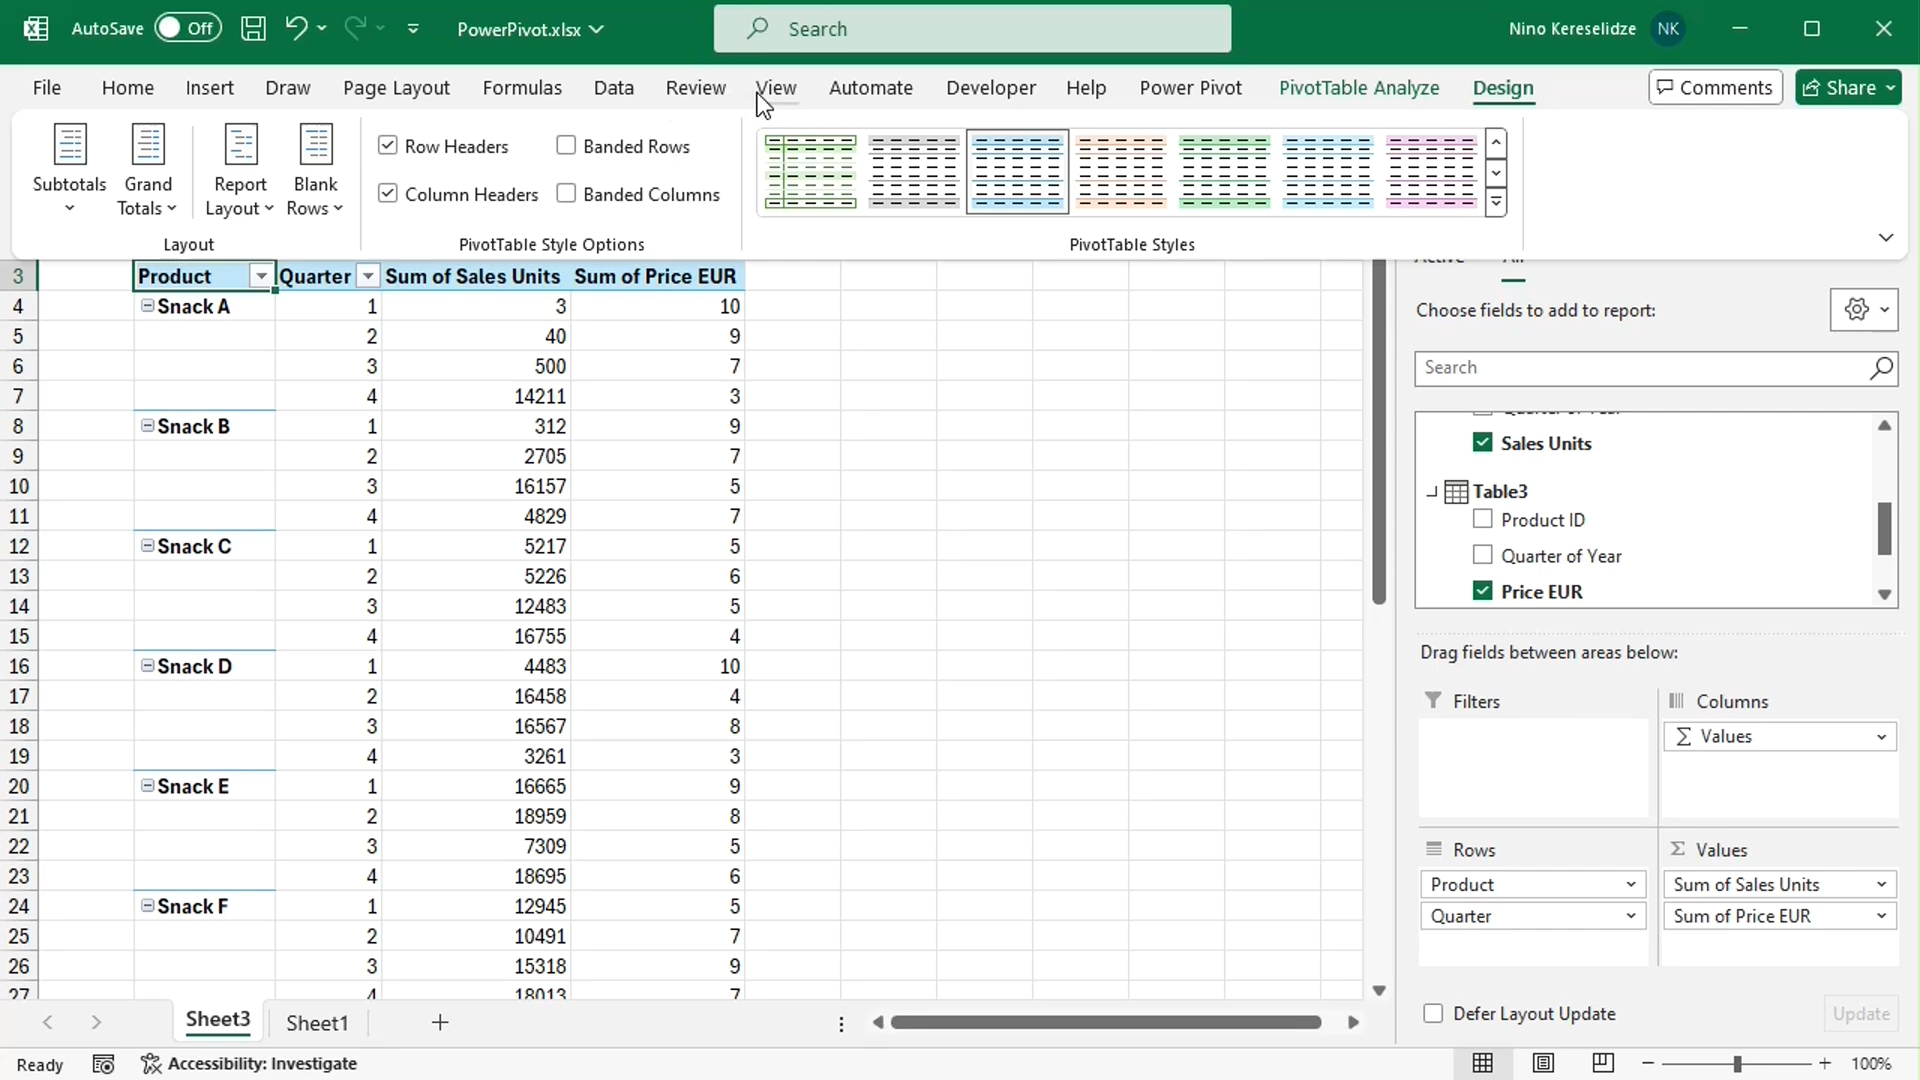 AutoSave Off PowerPivot.xlsx Search Nino Kereselidze NK
File Home Insert Draw Page Layout Formulas Data Review View Automate Developer Help Power Pivot PivotTable Analyze Design Comments Share
Subtotals
Grand Totals
Report Layout
Blank Rows
Row Headers Banded Rows
Column Headers Banded Columns
Layout PivotTable Style Options PivotTable Styles
3 Product Quarter Sum of Sales Units Sum of Price EUR
4 Snack A 1 3 10
5 2 40 9
6 3 500 7
7 4 14211 3
8 Snack B 1 312 9
9 2 2705 7
10 3 16157 5
11 4 4829 7
12 Snack C 1 5217 5
13 2 5226 6
14 3 12483 5
15 4 16755 4
16 Snack D 1 4483 10
17 2 16458 4
18 3 16567 8
19 4 3261 3
20 Snack E 1 16665 9
21 2 18959 8
22 3 7309 5
23 4 18695 6
24 Snack F 1 12945 5
25 2 10491 7
26 3 15318 9
27 4 18013 7
Active All
Choose fields to add to report:
Search
Quarter of Year
Sales Units
Table3
Product ID
Quarter of Year
Price EUR
Drag fields between areas below:
Filters Columns
Σ Values
Rows Σ Values
Product Sum of Sales Units
Quarter Sum of Price EUR
Defer Layout Update Update
Sheet3 Sheet1
Ready Accessibility: Investigate 100%